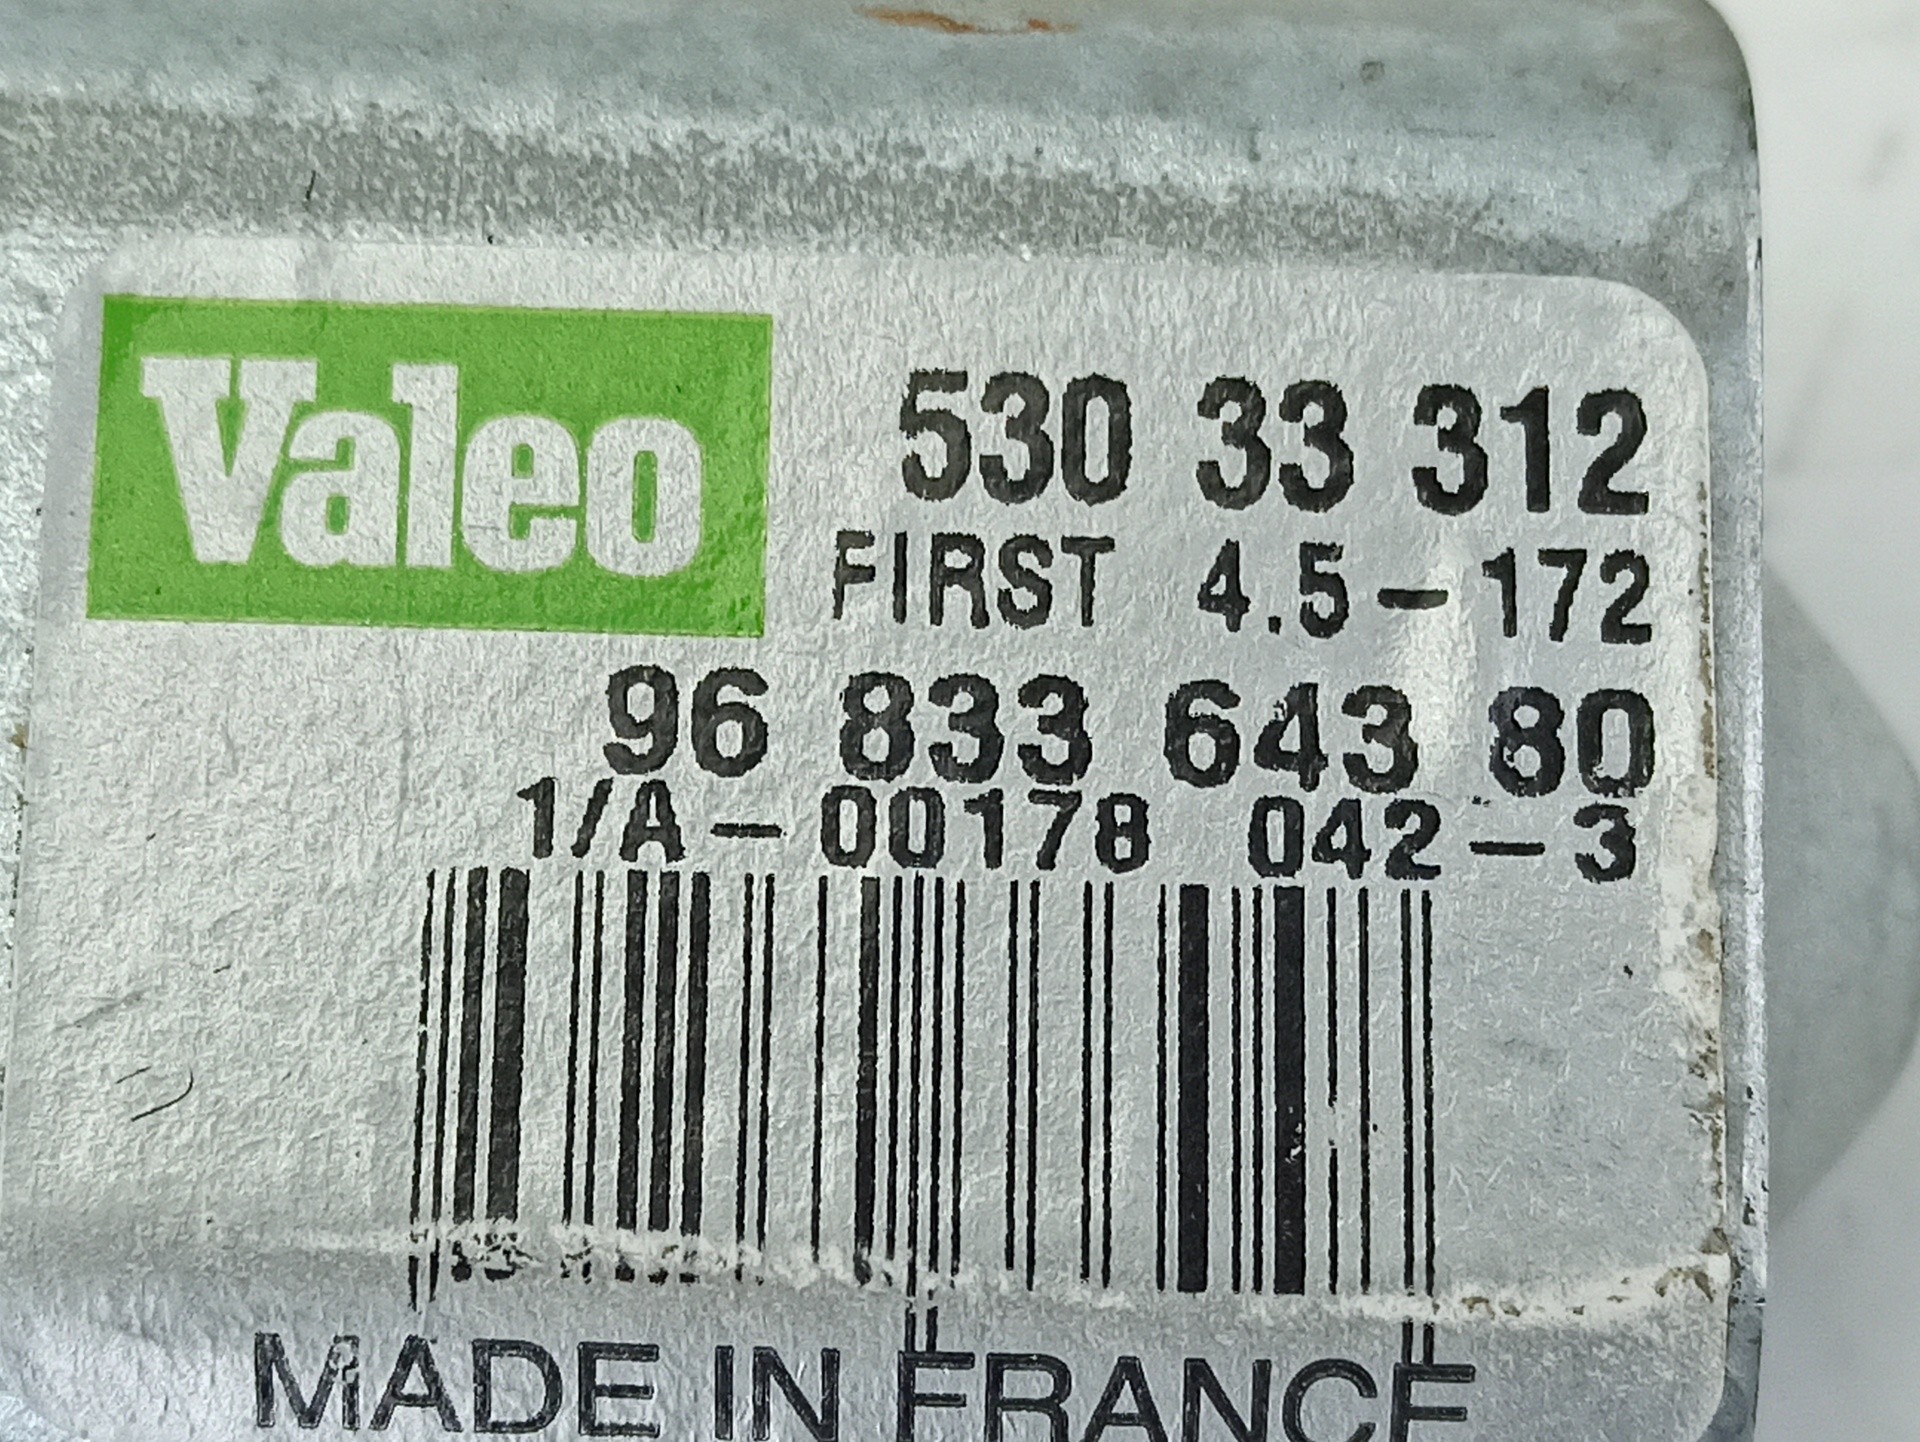 Valeo
530 33 312
FIRST 4.5-172
96 833 643 80
1/A-00178 042-3
MADE IN FRANCE